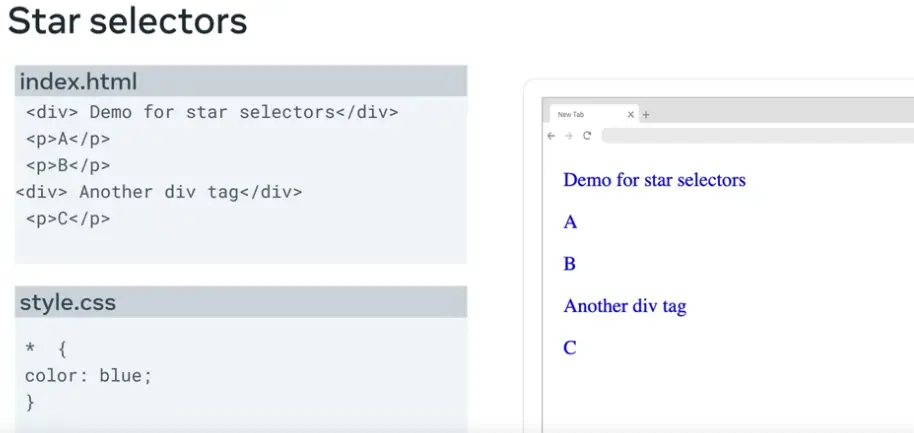 Star selectors
index.html
<div> Demo for star selectors</div>
<p>A</p>
<p>B</p>
<div> Another div tag</div>
<p>C</p>
style.css
* {
color: blue;
}
New Tab
Demo for star selectors
A
B
Another div tag
C